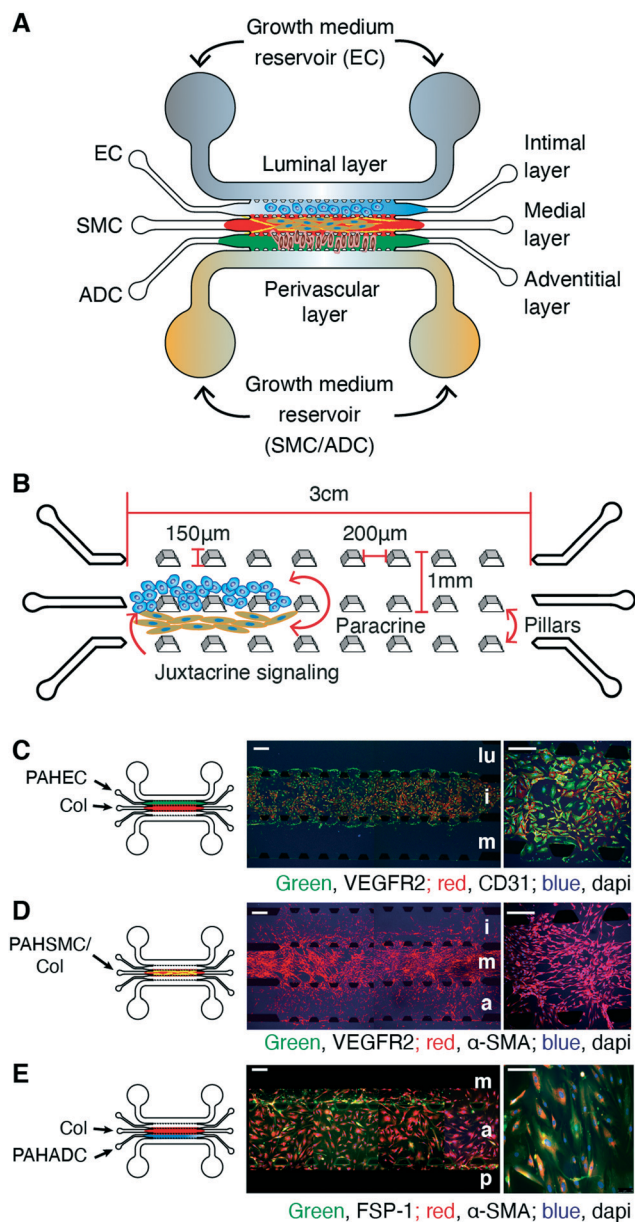 A
Growth medium
reservoir (EC)
EC
Luminal layer
Intimal
layer
SMC
Medial
layer
ADC
Perivascular
layer
Adventitial
layer
Growth medium
reservoir
(SMC/ADC)
B
3cm
150μm
200μm
1mm
Paracrine
Pillars
Juxtacrine signaling
C
PAHEC
Col
lu
i
m
Green, VEGFR2; red, CD31; blue, dapi
D
PAHSMC/
Col
i
m
a
Green, VEGFR2; red, α-SMA; blue, dapi
E
Col
PAHADC
m
a
p
Green, FSP-1; red, α-SMA; blue, dapi